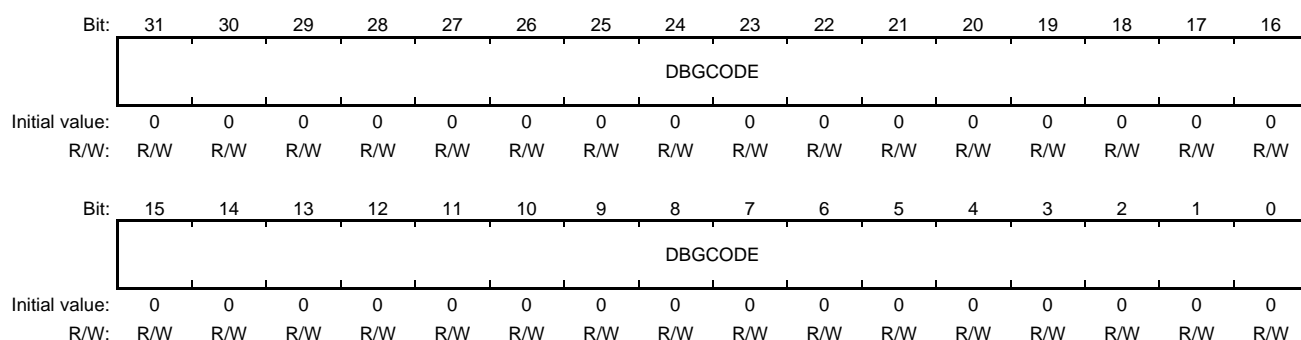 Bit: 31 30 29 28 27 26 25 24 23 22 21 20 19 18 17 16
DBGCODE
Initial value: 0 0 0 0 0 0 0 0 0 0 0 0 0 0 0 0
R/W: R/W R/W R/W R/W R/W R/W R/W R/W R/W R/W R/W R/W R/W R/W R/W R/W
Bit: 15 14 13 12 11 10 9 8 7 6 5 4 3 2 1 0
DBGCODE
Initial value: 0 0 0 0 0 0 0 0 0 0 0 0 0 0 0 0
R/W: R/W R/W R/W R/W R/W R/W R/W R/W R/W R/W R/W R/W R/W R/W R/W R/W